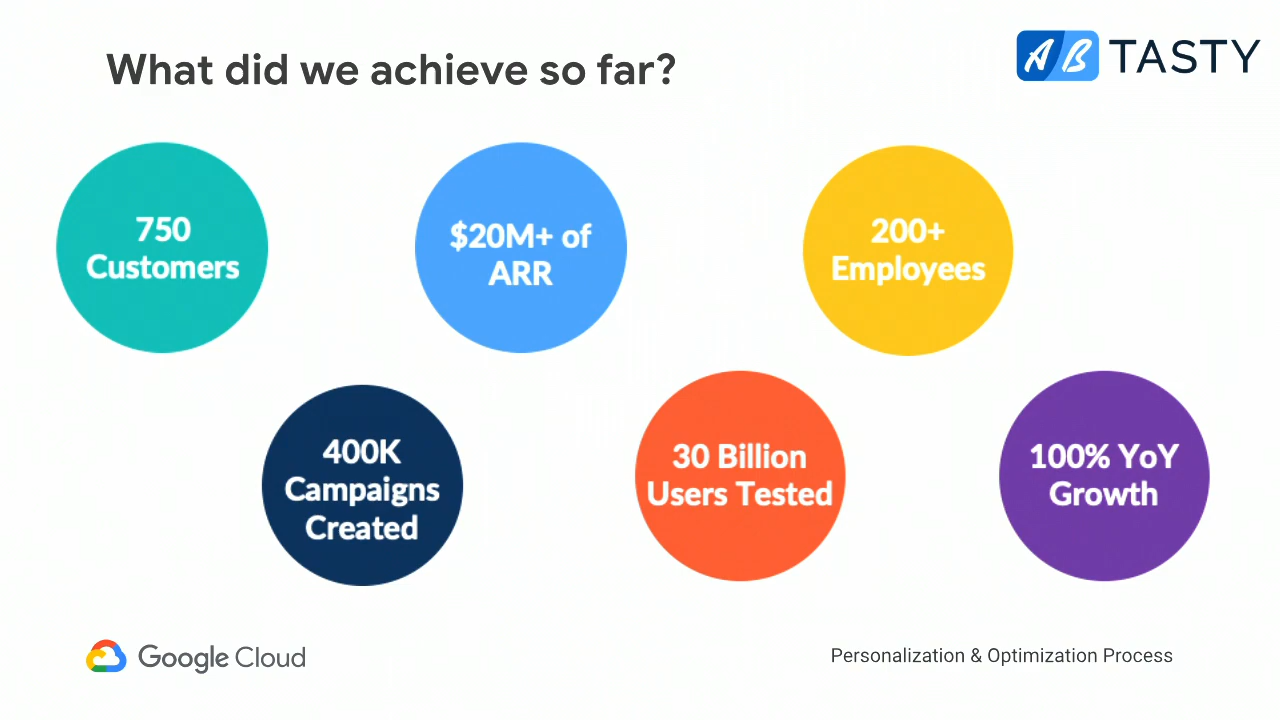 What did we achieve so far?
AB TASTY
750
Customers
$20M+ of
ARR
200+
Employees
400K
Campaigns
Created
30 Billion
Users Tested
100% YoY
Growth
Google Cloud
Personalization & Optimization Process